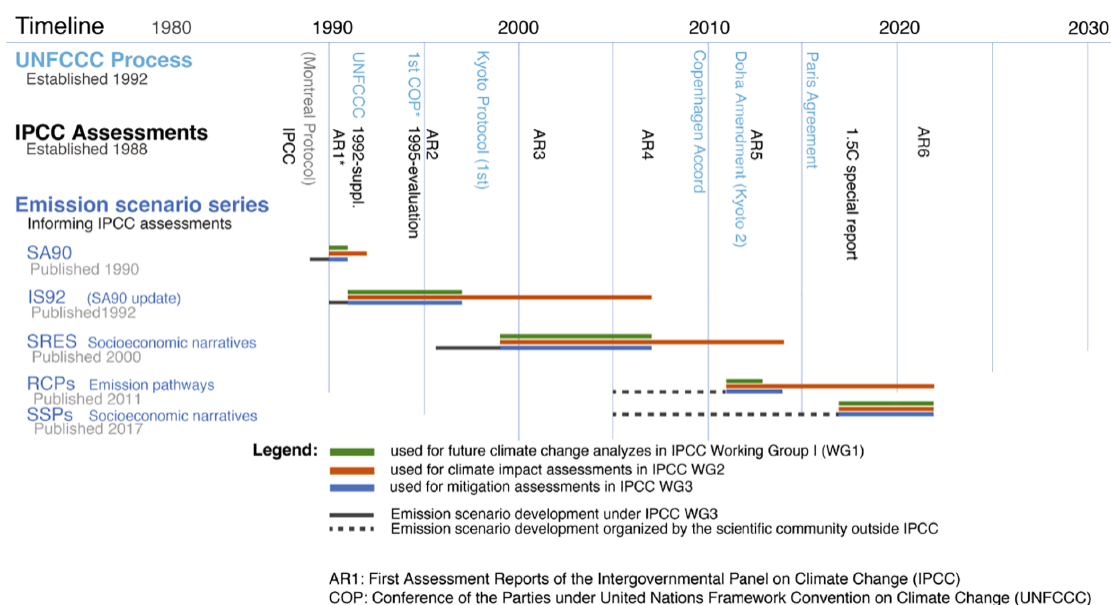 Timeline 1980 1990 2000 2010 2020 2030
UNFCCC Process
Established 1992
(Montreal Protocol)
UNFCCC
1st COP*
Kyoto Protocol (1st)
Copenhagen Accord
Doha Amendment (Kyoto 2)
Paris Agreement
IPCC Assessments
Established 1988
IPCC
AR1*
1992-suppl.
1995-evaluation
AR2
AR3
AR4
AR5
1.5C special report
AR6
Emission scenario series
Informing IPCC assessments
SA90
Published 1990
IS92 (SA90 update)
Published1992
SRES Socioeconomic narratives
Published 2000
RCPs Emission pathways
Published 2011
SSPs Socioeconomic narratives
Published 2017
Legend: used for future climate change analyzes in IPCC Working Group I (WG1)
used for climate impact assessments in IPCC WG2
used for mitigation assessments in IPCC WG3
Emission scenario development under IPCC WG3
Emission scenario development organized by the scientific community outside IPCC
AR1: First Assessment Reports of the Intergovernmental Panel on Climate Change (IPCC)
COP: Conference of the Parties under United Nations Framework Convention on Climate Change (UNFCCC)